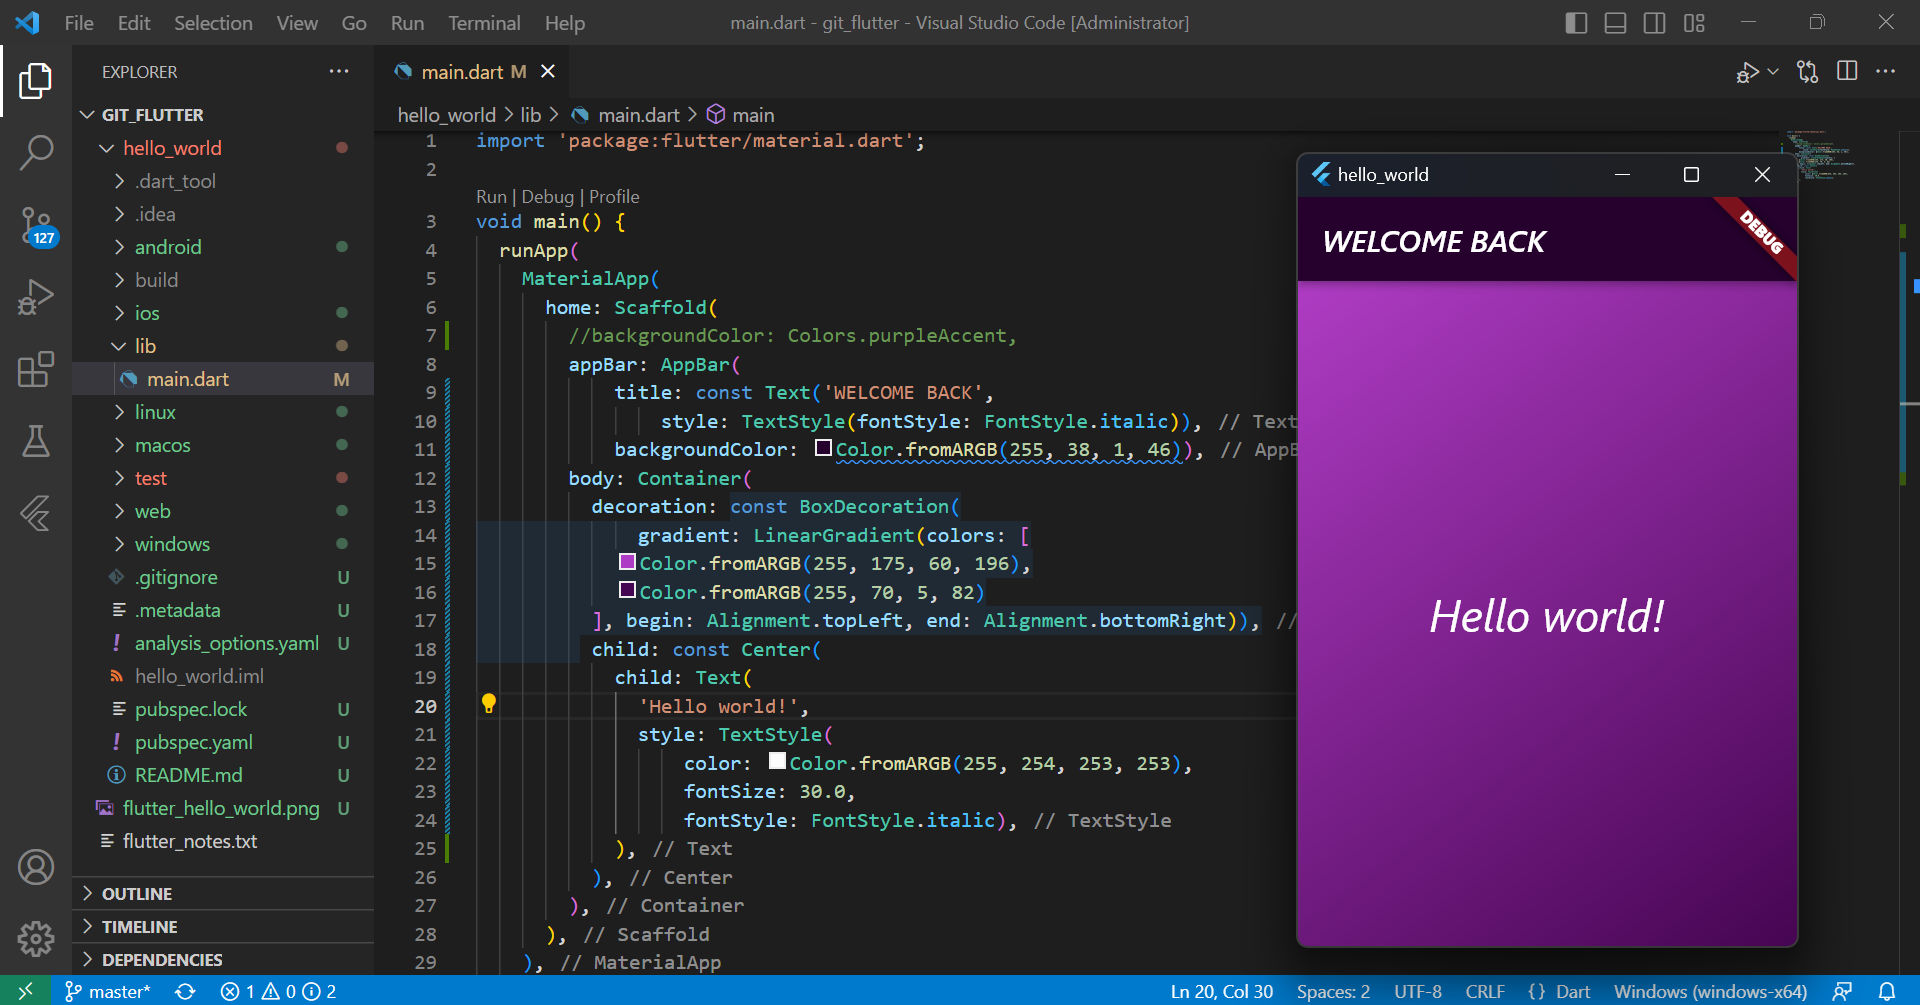 File Edit Selection View Go Run Terminal Help
main.dart - git_flutter - Visual Studio Code [Administrator]
EXPLORER
GIT_FLUTTER
hello_world
.dart_tool
.idea
android
build
ios
lib
main.dart M
linux
macos
test
web
windows
.gitignore U
.metadata U
analysis_options.yaml U
hello_world.iml
pubspec.lock U
pubspec.yaml U
README.md U
flutter_hello_world.png U
flutter_notes.txt
OUTLINE
TIMELINE
DEPENDENCIES
127
main.dart M
hello_world > lib > main.dart > main
1 import 'package:flutter/material.dart';
2
Run | Debug | Profile
3 void main() {
4 runApp(
5 MaterialApp(
6 home: Scaffold(
7 //backgroundColor: Colors.purpleAccent,
8 appBar: AppBar(
9 title: const Text('WELCOME BACK',
10 style: TextStyle(fontStyle: FontStyle.italic)), // Text
11 backgroundColor: Color.fromARGB(255, 38, 1, 46)), // AppB
12 body: Container(
13 decoration: const BoxDecoration(
14 gradient: LinearGradient(colors: [
15 Color.fromARGB(255, 175, 60, 196),
16 Color.fromARGB(255, 70, 5, 82)
17 ], begin: Alignment.topLeft, end: Alignment.bottomRight)), //
18 child: const Center(
19 child: Text(
20 'Hello world!',
21 style: TextStyle(
22 color: Color.fromARGB(255, 254, 253, 253),
23 fontSize: 30.0,
24 fontStyle: FontStyle.italic), // TextStyle
25 ), // Text
26 ), // Center
27 ), // Container
28 ), // Scaffold
29 ), // MaterialApp
hello_world
WELCOME BACK
DEBUG
Hello world!
master* 1 0 2
Ln 20, Col 30 Spaces: 2 UTF-8 CRLF {} Dart Windows (windows-x64)